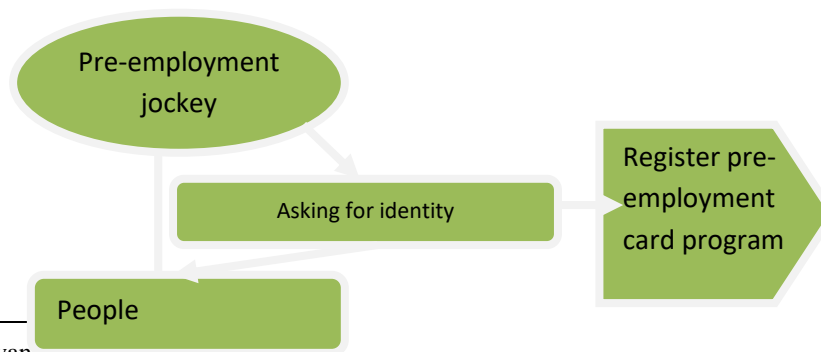 Pre-employment
jockey
Asking for identity
Register pre-
employment
card program
People